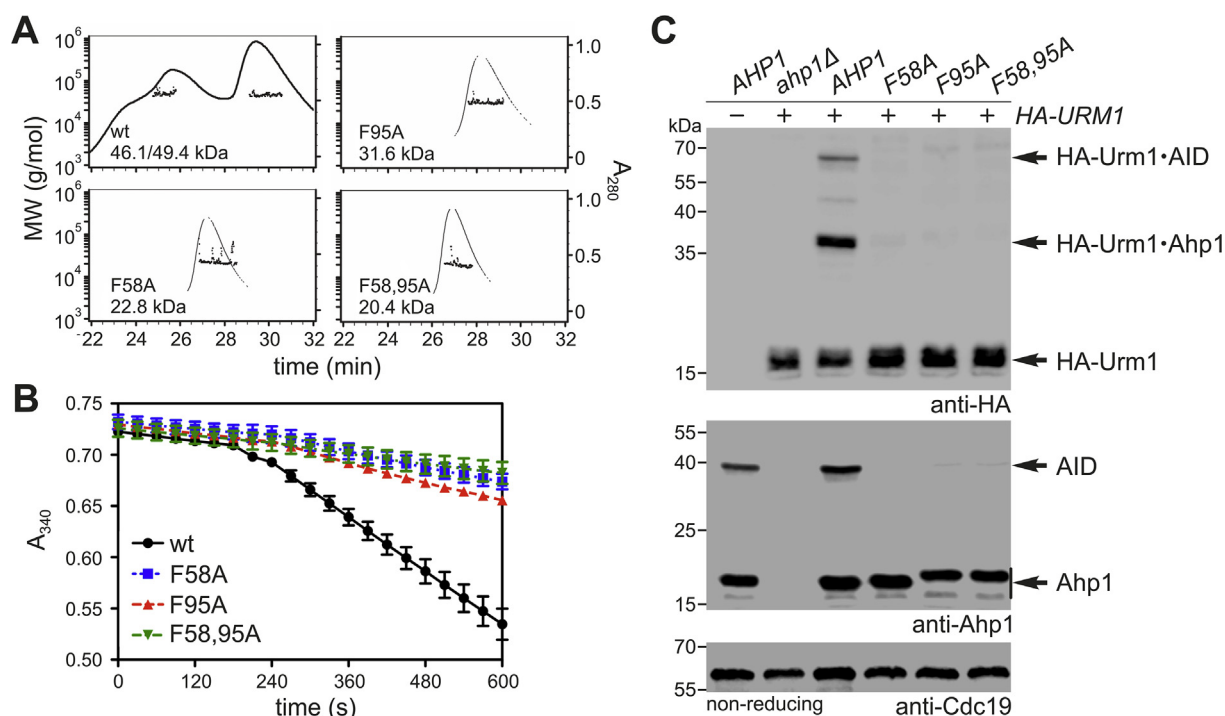 A
MW (g/mol)
10⁶
10⁵
10⁴
10³
wt
46.1/49.4 kDa
F95A
31.6 kDa
1.0
0.5
0
A₂₈₀
10⁶
10⁵
10⁴
10³
F58A
22.8 kDa
F58,95A
20.4 kDa
1.0
0.5
0
22 24 26 28 30 32 24 26 28 30 32
time (min)
B
A₃₄₀
0.75
0.70
0.65
0.60
0.55
0.50
wt
F58A
F95A
F58,95A
0 120 240 360 480 600
time (s)
C
AHP1 ahp1Δ AHP1 F58A F95A F58,95A
− + + + + + HA-URM1
kDa
70
55
40
35
15
HA-Urm1•AID
HA-Urm1•Ahp1
HA-Urm1
anti-HA
55
40
25
15
AID
Ahp1
anti-Ahp1
70
55
non-reducing anti-Cdc19